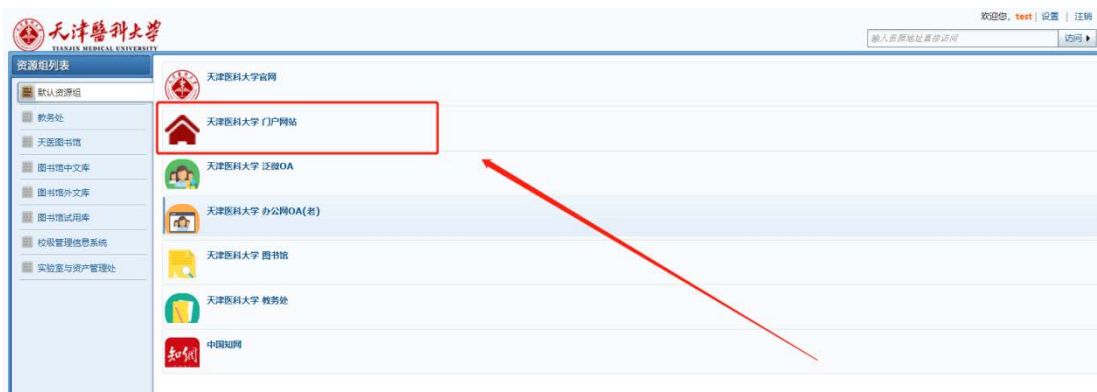 欢迎您, test | 设置 | 注销
天津醫科大学
TIANJIN MEDICAL UNIVERSITY
输入资源地址直接访问
访问
资源组列表
默认资源组
教务处
天医图书馆
图书馆中文库
图书馆外文库
图书馆试用库
校级管理信息系统
实验室与资产管理处
天津医科大学官网
天津医科大学 门户网站
天津医科大学 泛微OA
天津医科大学 办公网OA(老)
天津医科大学 图书馆
天津医科大学 教务处
知网
中国知网